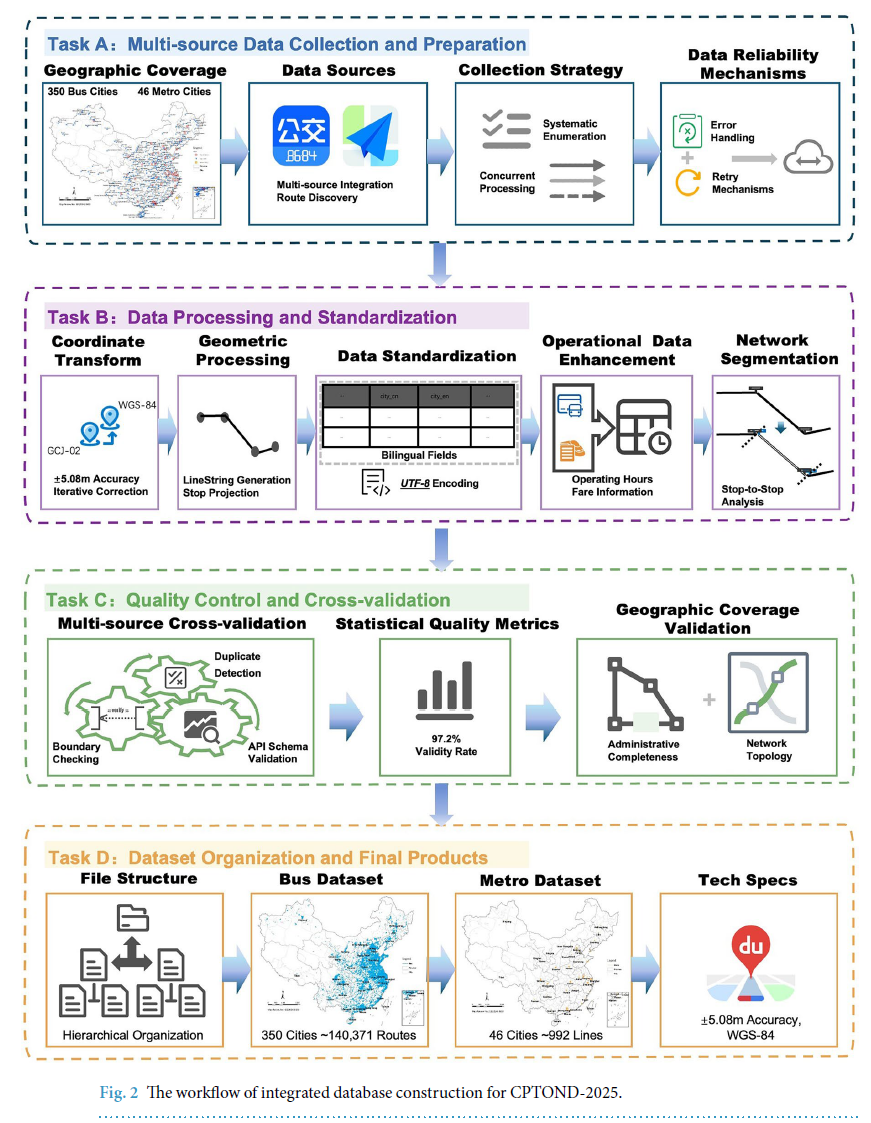 Task A: Multi-source Data Collection and Preparation
Geographic Coverage
350 Bus Cities 46 Metro Cities
Data Sources
公交
8684
Multi-source Integration
Route Discovery
Collection Strategy
Systematic
Enumeration
Concurrent
Processing
Data Reliability
Mechanisms
Error
Handling
+
Retry
Mechanisms
Task B: Data Processing and Standardization
Coordinate
Transform
WGS-84
GCJ-02
±5.08m Accuracy
Iterative Correction
Geometric
Processing
LineString Generation
Stop Projection
Data Standardization
city_cn city_en
Bilingual Fields
UTF-8 Encoding
Operational Data
Enhancement
Operating Hours
Fare Information
Network
Segmentation
Stop-to-Stop
Analysis
Task C: Quality Control and Cross-validation
Multi-source Cross-validation
Duplicate
Detection
Boundary
Checking
API Schema
Validation
Statistical Quality Metrics
97.2%
Validity Rate
Geographic Coverage
Validation
Administrative
Completeness
+
Network
Topology
Task D: Dataset Organization and Final Products
File Structure
Hierarchical Organization
Bus Dataset
350 Cities ~140,371 Routes
Metro Dataset
46 Cities ~992 Lines
Tech Specs
du
±5.08m Accuracy,
WGS-84
Fig. 2 The workflow of integrated database construction for CPTOND-2025.